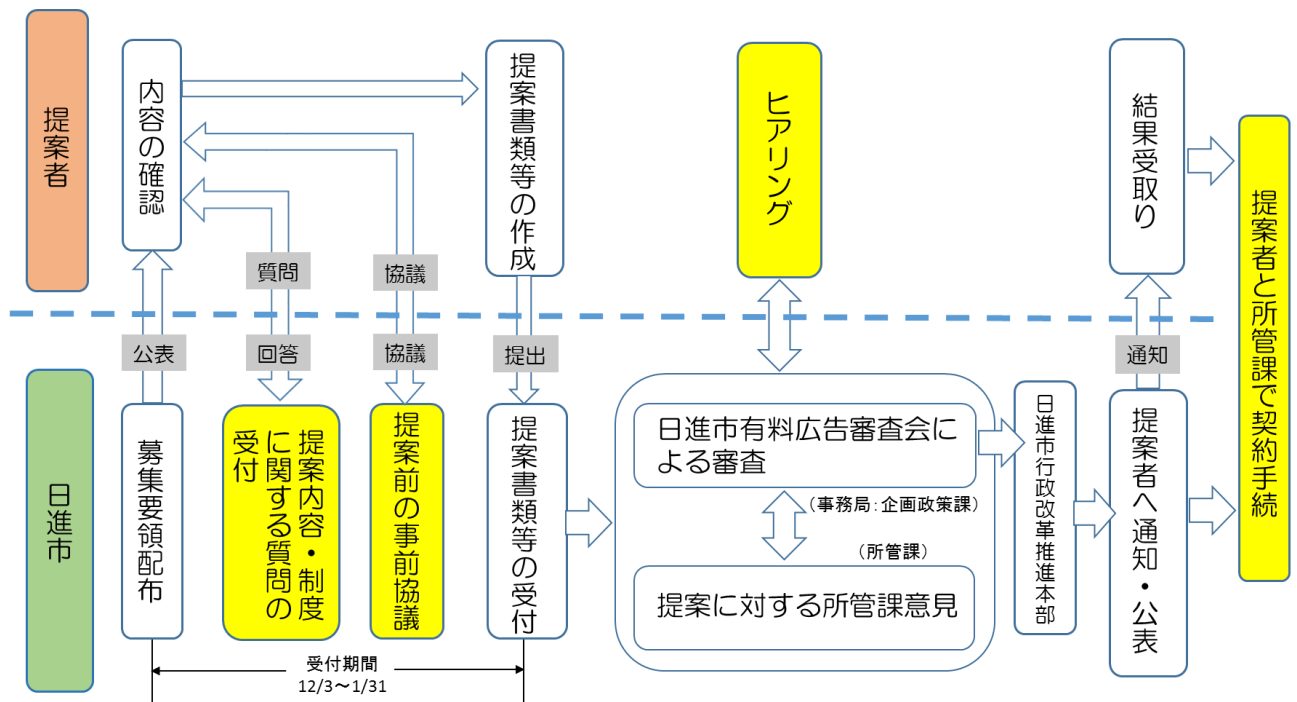 提案者
内容の確認
提案書類等の作成
ヒアリング
結果受取り
提案者と所管課で契約手続
質問
協議
公表
回答
協議
提出
通知
日進市
募集要領配布
提案内容・制度
に関する質問の
受付
提案前の事前協議
提案書類等の受付
日進市有料広告審査会に
よる審査
(事務局:企画政策課)
(所管課)
提案に対する所管課意見
日進市行政改革推進本部
提案者へ通知・公表
受付期間
12/3～1/31